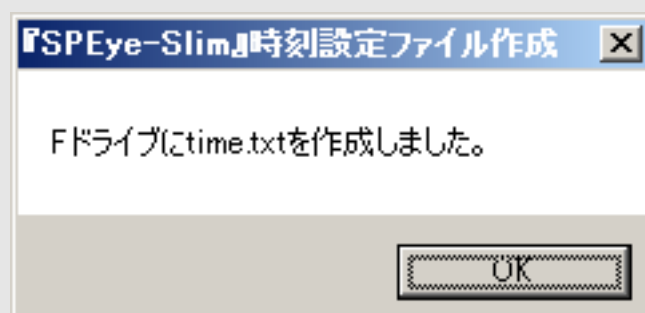 『SPEye-Slim』時刻設定ファイル作成
Fドライブにtime.txtを作成しました。
OK